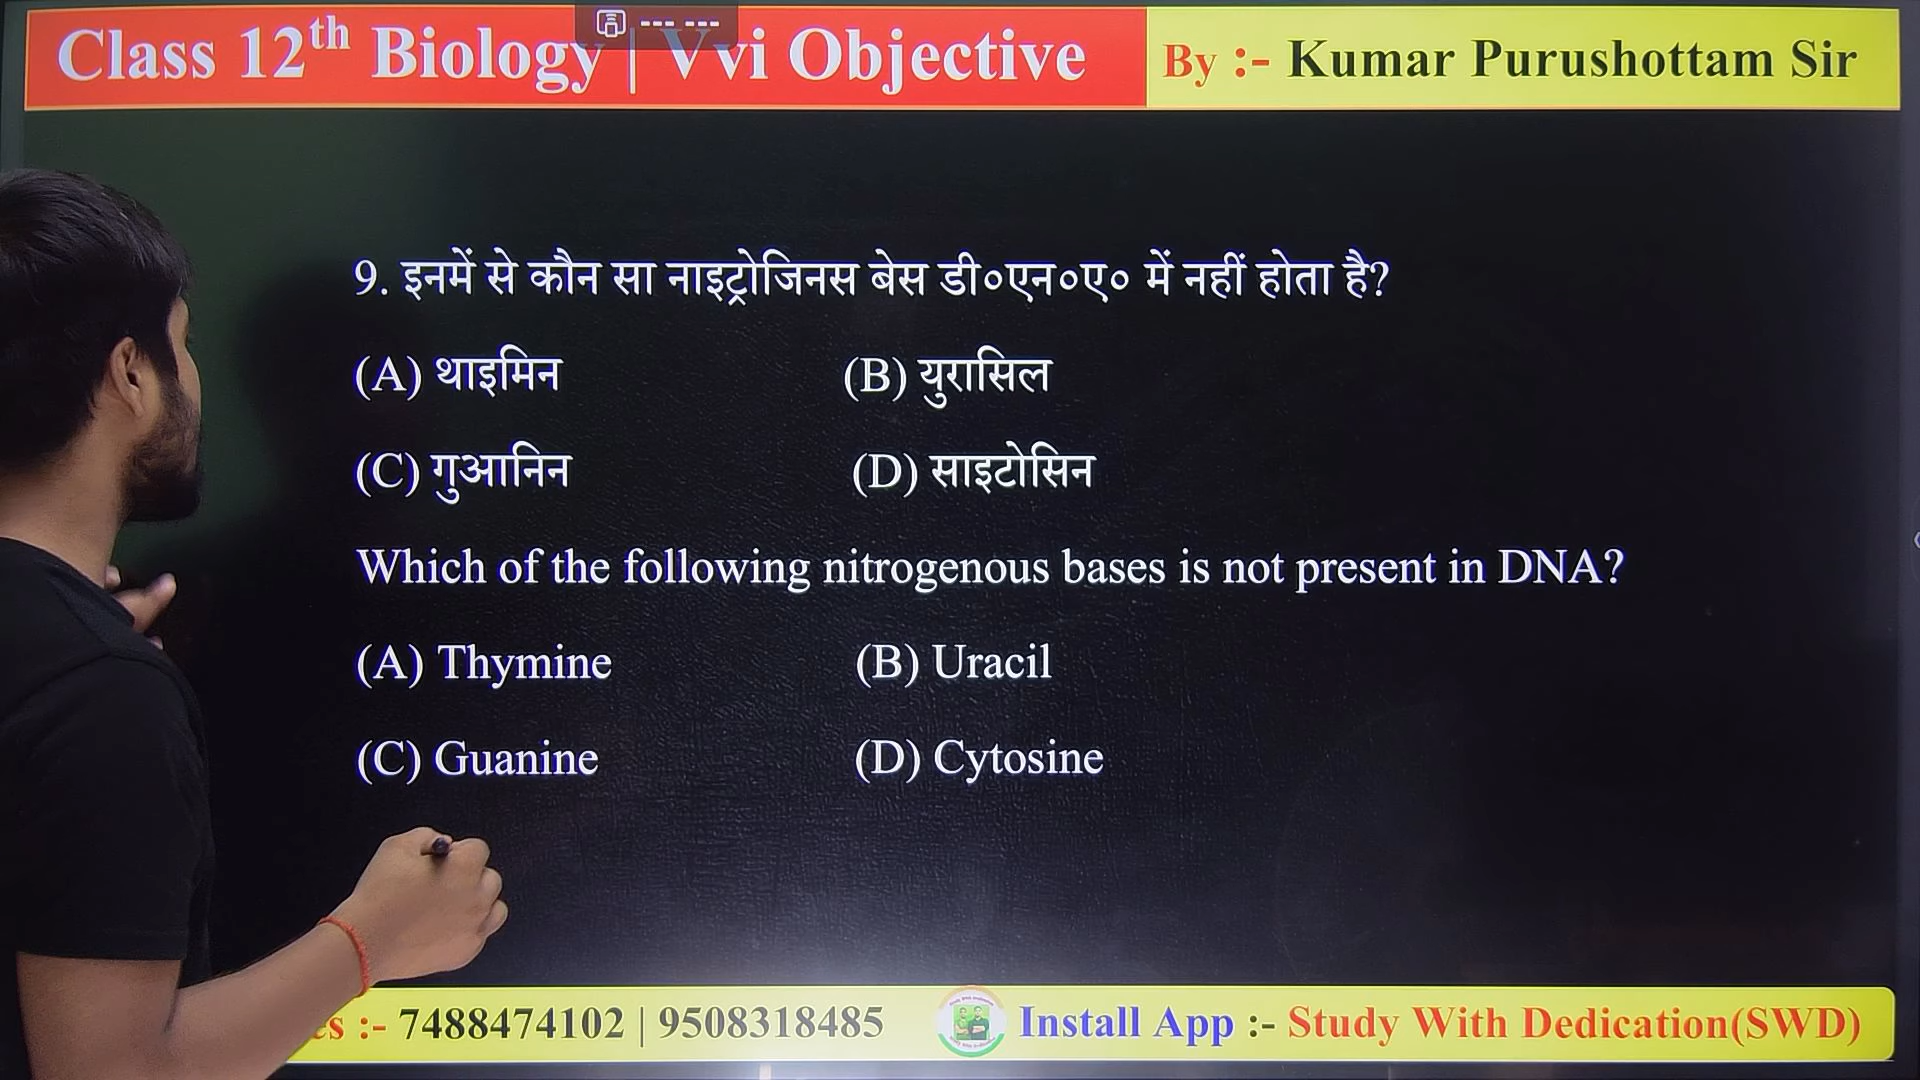 Class 12th Biology | Vvi Objective By :- Kumar Purushottam Sir
9. इनमें से कौन सा नाइट्रोजिनस बेस डी०एन०ए० में नहीं होता है?
(A) थाइमिन (B) युरासिल
(C) गुआनिन (D) साइटोसिन
Which of the following nitrogenous bases is not present in DNA?
(A) Thymine (B) Uracil
(C) Guanine (D) Cytosine
:- 7488474102 | 9508318485 Install App :- Study With Dedication(SWD)